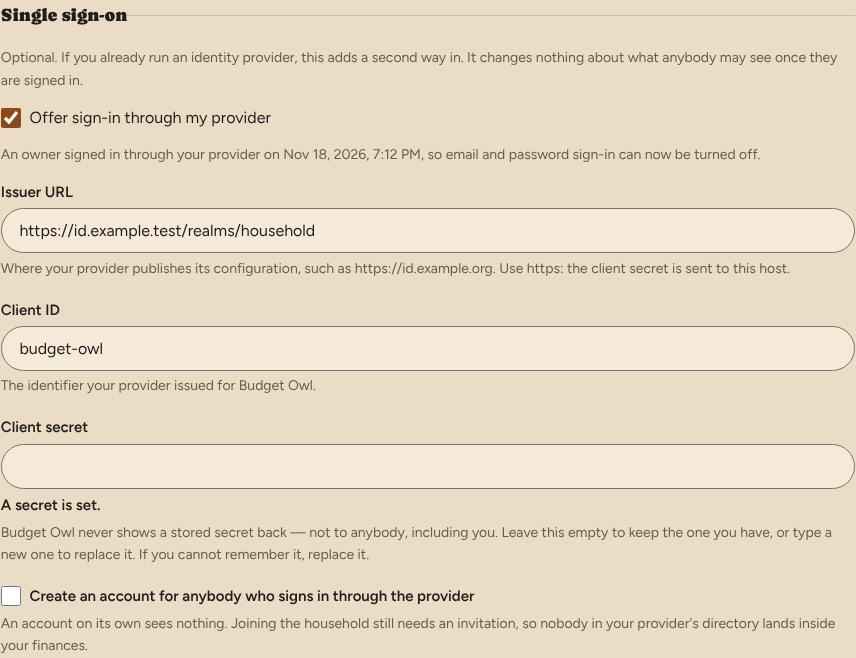 Single sign-on
Optional. If you already run an identity provider, this adds a second way in. It changes nothing about what anybody may see once they
are signed in.
Offer sign-in through my provider
An owner signed in through your provider on Nov 18, 2026, 7:12 PM, so email and password sign-in can now be turned off.
Issuer URL
https://id.example.test/realms/household
Where your provider publishes its configuration, such as https://id.example.org. Use https: the client secret is sent to this host.
Client ID
budget-owl
The identifier your provider issued for Budget Owl.
Client secret
A secret is set.
Budget Owl never shows a stored secret back — not to anybody, including you. Leave this empty to keep the one you have, or type a
new one to replace it. If you cannot remember it, replace it.
Create an account for anybody who signs in through the provider
An account on its own sees nothing. Joining the household still needs an invitation, so nobody in your provider's directory lands inside
your finances.